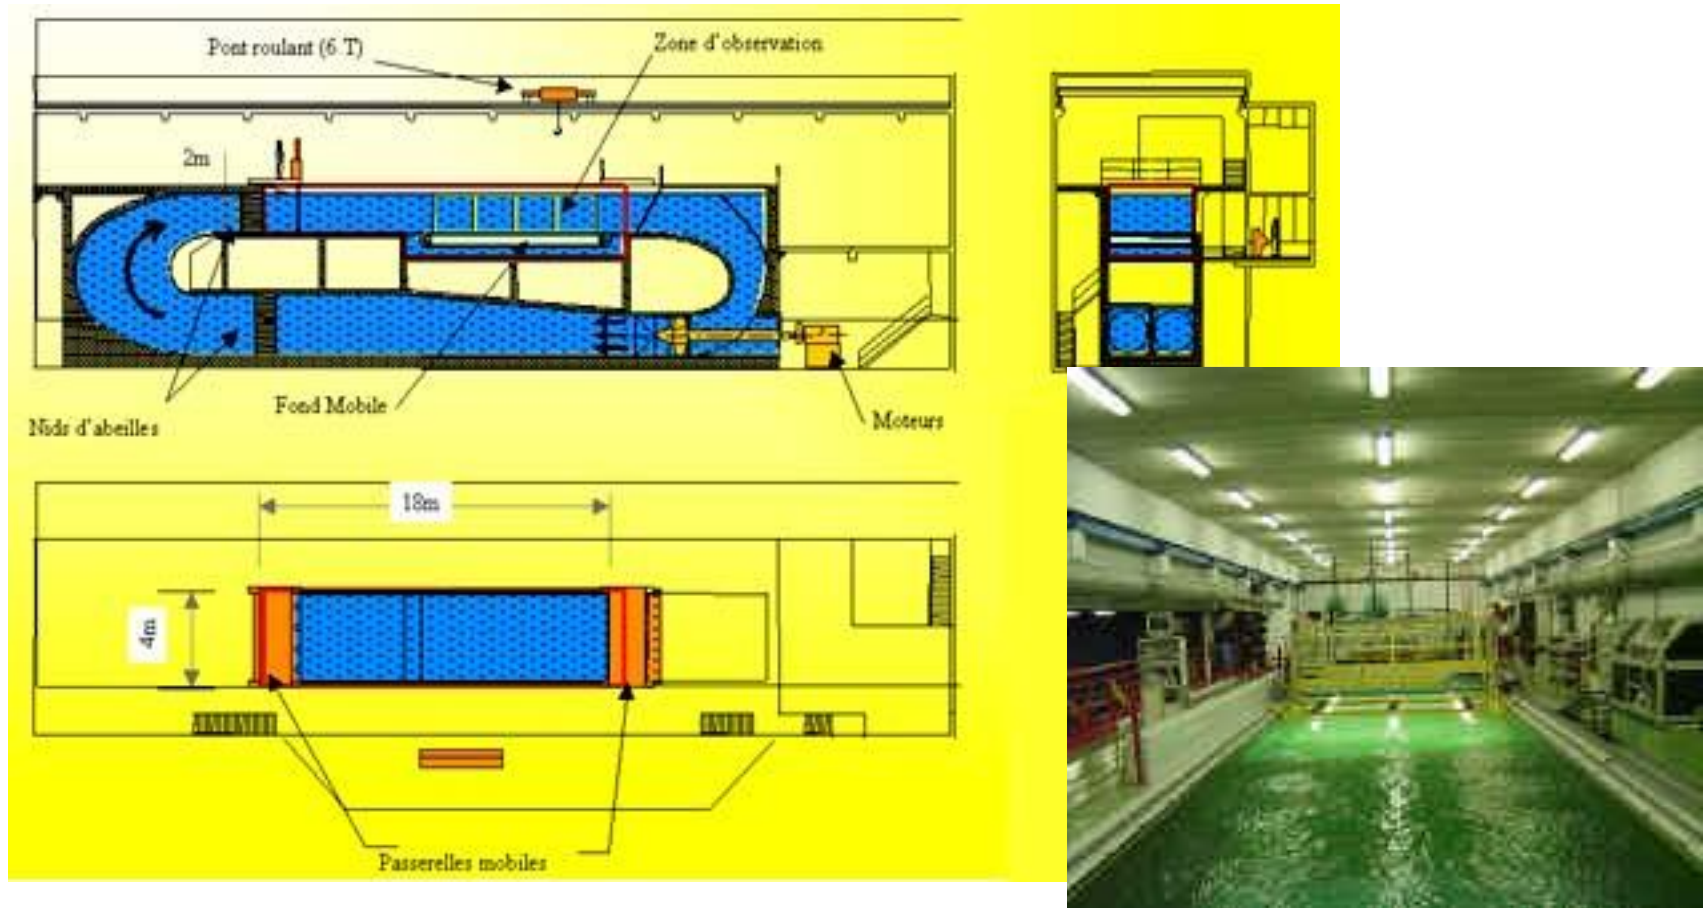 Pont roulant (6 T)
Zone d'observation
2m
Fond Mobile
Nids d'abeilles
Moteurs
18m
4m
Passerelles mobiles